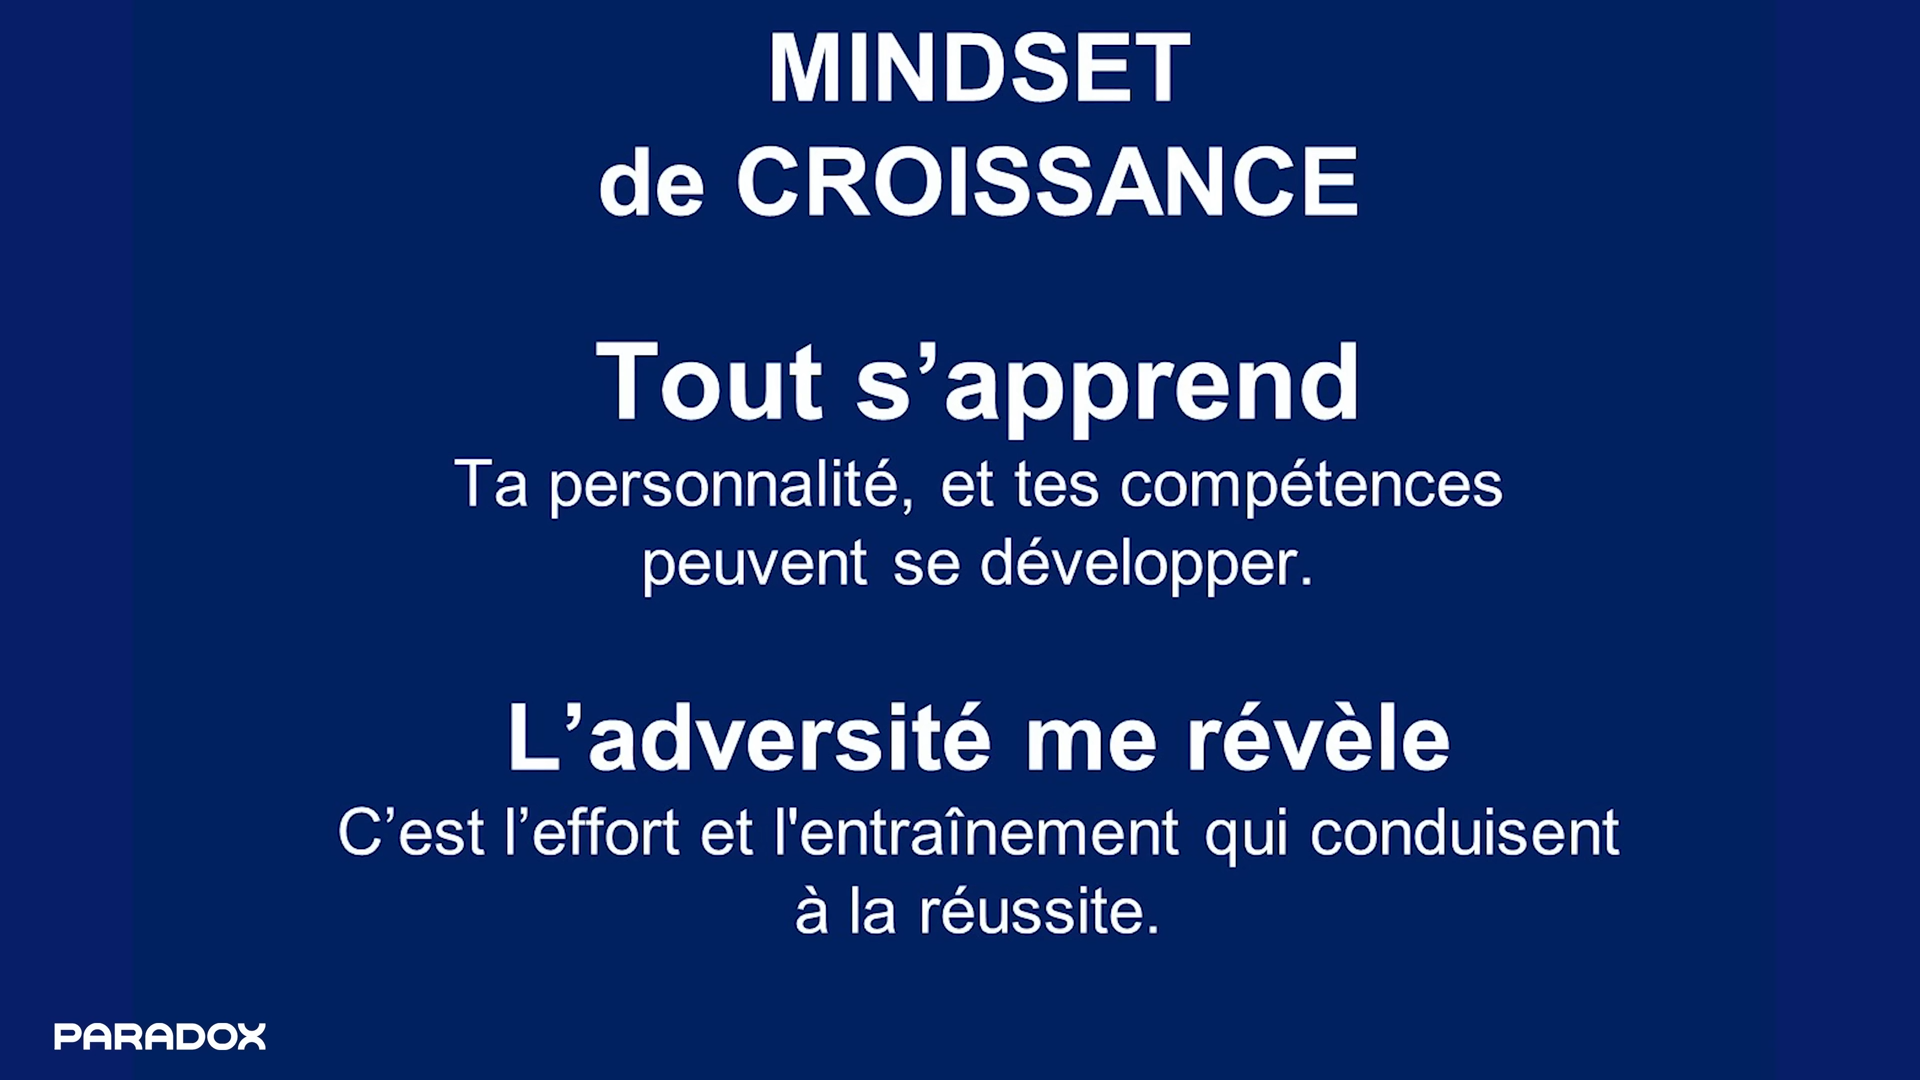 MINDSET
de CROISSANCE
Tout s’apprend
Ta personnalité, et tes compétences
peuvent se développer.
L’adversité me révèle
C’est l’effort et l'entraînement qui conduisent
à la réussite.
PARADOX